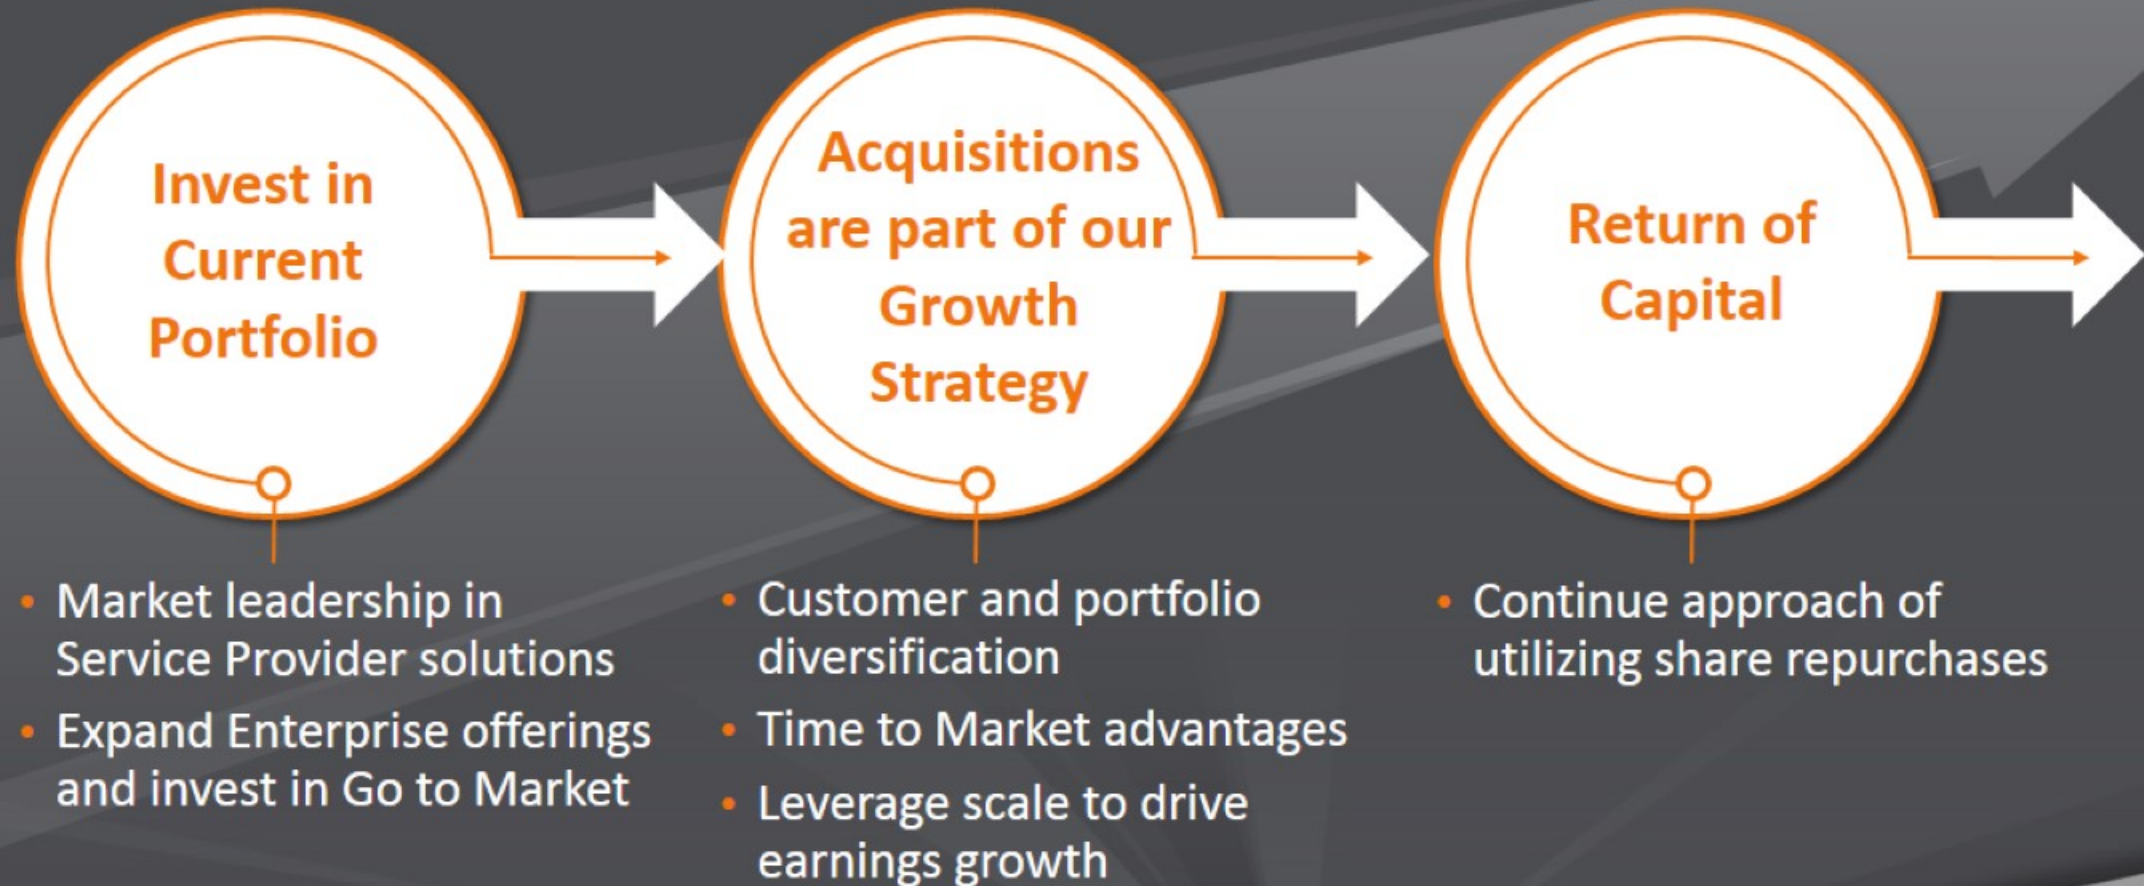 Invest in
Current
Portfolio
• Market leadership in
Service Provider solutions
• Expand Enterprise offerings
and invest in Go to Market
Acquisitions
are part of our
Growth
Strategy
• Customer and portfolio
diversification
• Time to Market advantages
• Leverage scale to drive
earnings growth
Return of
Capital
• Continue approach of
utilizing share repurchases